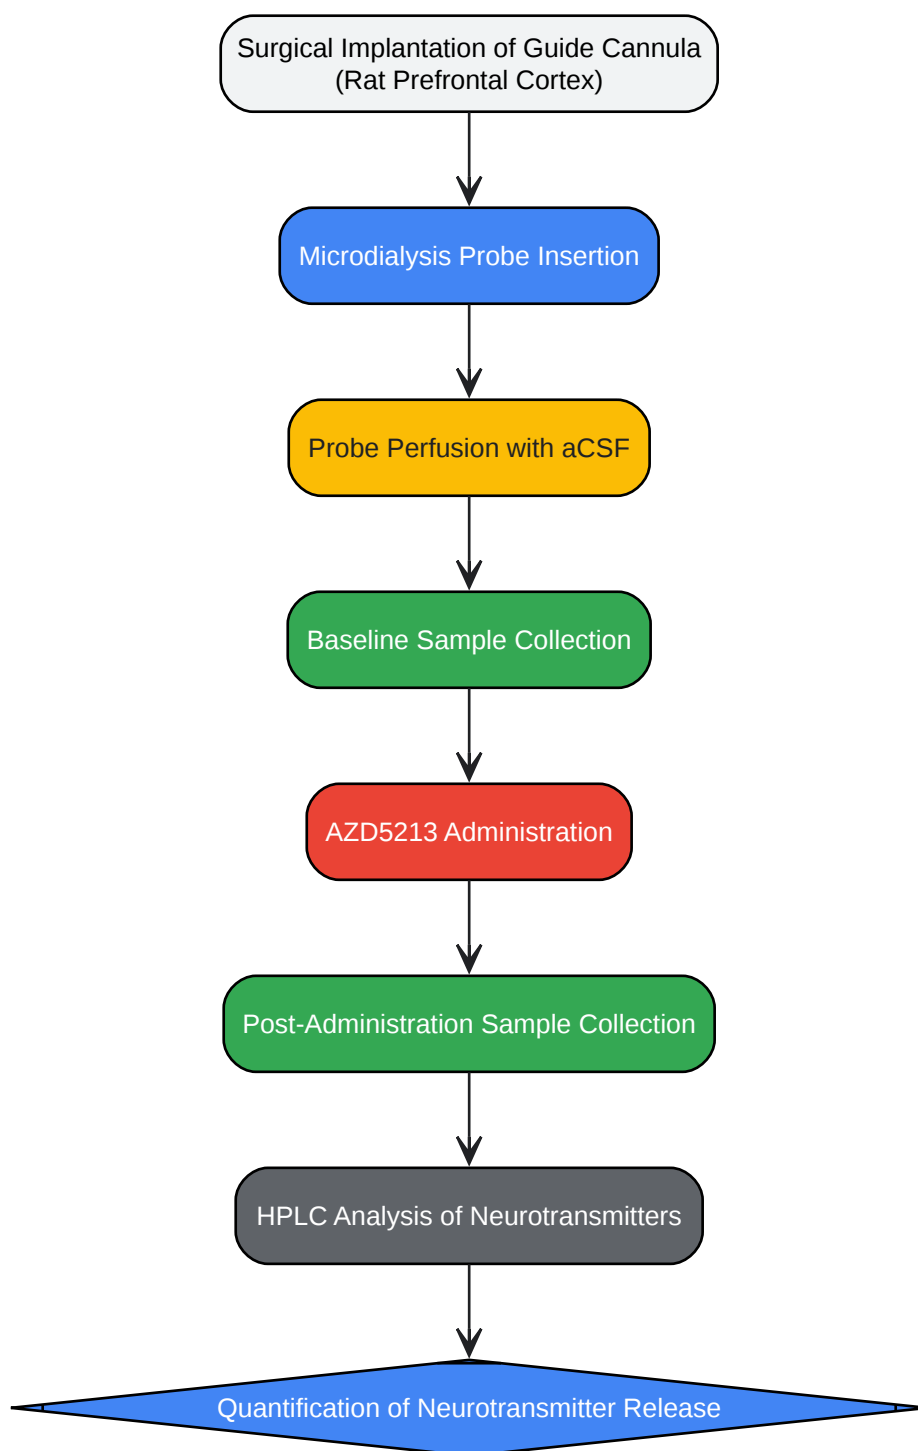 Surgical Implantation of Guide Cannula
(Rat Prefrontal Cortex)
Microdialysis Probe Insertion
Probe Perfusion with aCSF
Baseline Sample Collection
AZD5213 Administration
Post-Administration Sample Collection
HPLC Analysis of Neurotransmitters
Quantification of Neurotransmitter Release